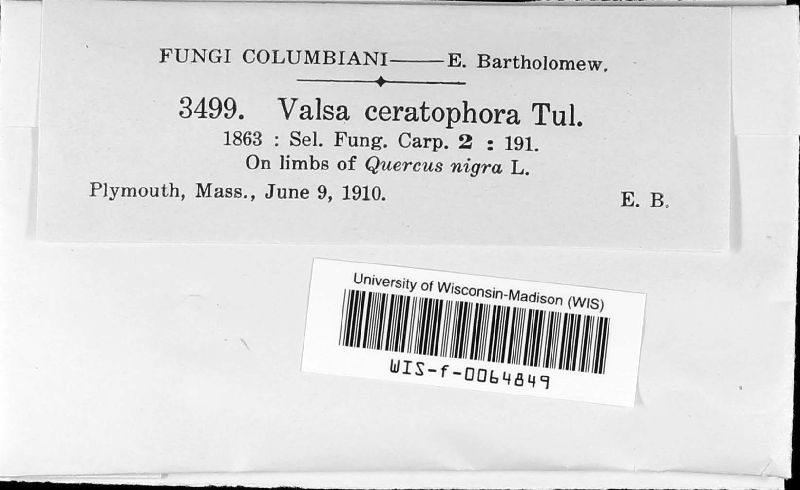 FUNGI COLUMBIANI——E. Bartholomew.
3499. Valsa ceratophora Tul.
1863 : Sel. Fung. Carp. 2 : 191.
On limbs of Quercus nigra L.
Plymouth, Mass., June 9, 1910. E. B.
University of Wisconsin-Madison (WIS)
WIS-f-0064849